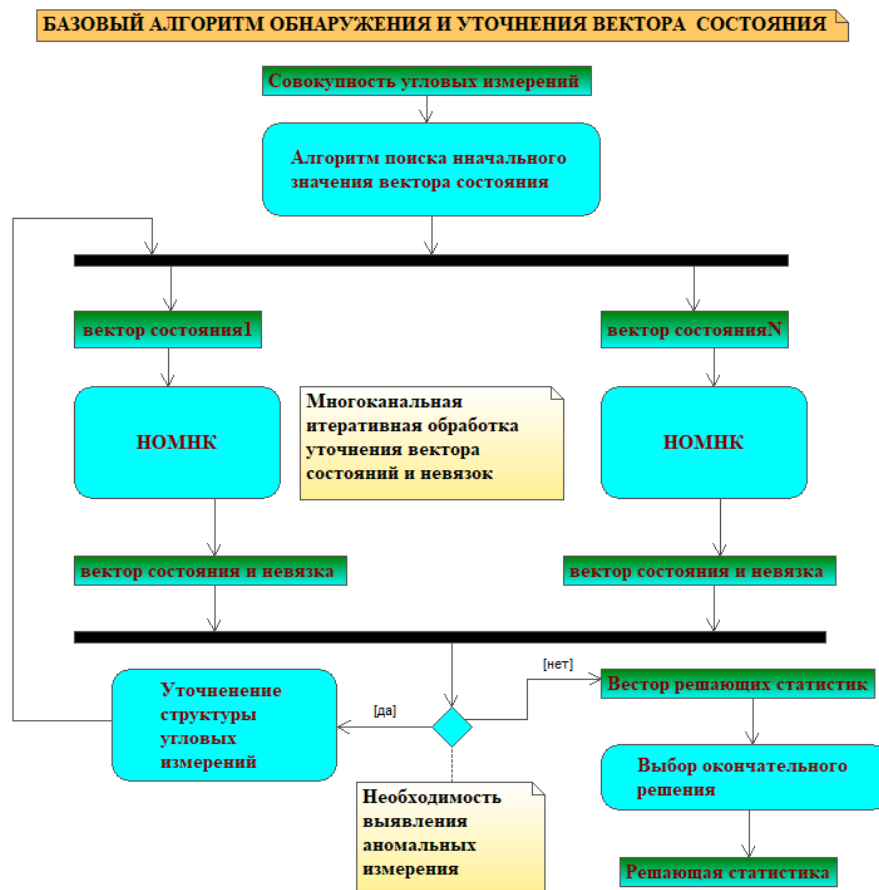 БАЗОВЫЙ АЛГОРИТМ ОБНАРУЖЕНИЯ И УТОЧНЕНИЯ ВЕКТОРА СОСТОЯНИЯ
Совокупность угловых измерений
Алгоритм поиска нначального
значения вектора состояния
вектор состояния1
вектор состоянияN
НОМНК
Многоканальная
итеративная обработка
уточнения вектора
состояний и невязок
НОМНК
вектор состояния и невязка
вектор состояния и невязка
Уточненение
структуры
угловых
измерений
[да]
[нет]
Вестор решающих статистик
Необходимость
выявления
аномальных
измерения
Выбор окончательного
решения
Решающая статистика